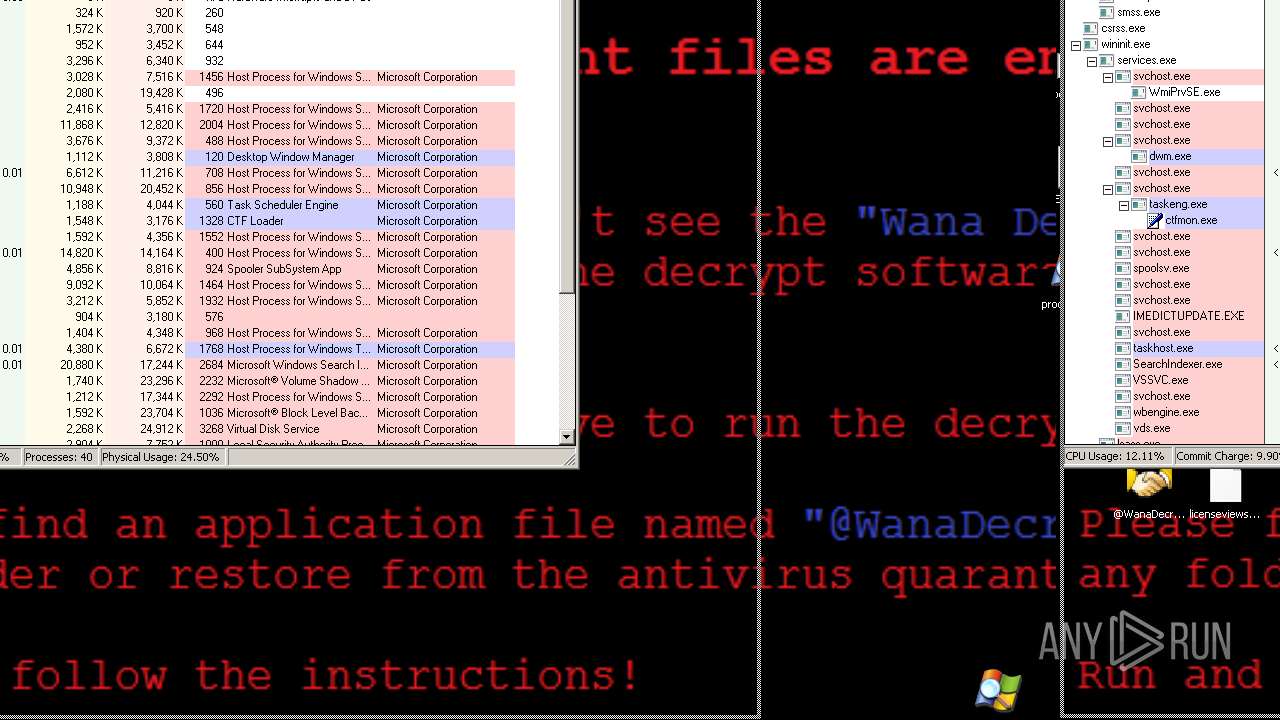 324 K 920 K 260
1,572 K 3,700 K 548
952 K 3,452 K 644
3,296 K 6,340 K 932
3,028 K 7,516 K 1456 Host Process for Windows S... Microsoft Corporation
2,080 K 19,428 K 496
2,416 K 5,416 K 1720 Host Process for Windows S... Microsoft Corporation
11,868 K 12,820 K 2004 Host Process for Windows S... Microsoft Corporation
3,676 K 9,372 K 488 Host Process for Windows S... Microsoft Corporation
1,112 K 3,808 K 120 Desktop Window Manager Microsoft Corporation
0.01 6,612 K 11,216 K 708 Host Process for Windows S... Microsoft Corporation
10,948 K 20,452 K 856 Host Process for Windows S... Microsoft Corporation
1,188 K 4,044 K 560 Task Scheduler Engine Microsoft Corporation
1,548 K 3,176 K 1328 CTF Loader Microsoft Corporation
1,592 K 4,356 K Host Process for Windows S... Microsoft Corporation
0.01 14,820 K 14,164 K 400 Host Process for Windows S... Microsoft Corporation
4,856 K 8,816 K 324 Spooler SubSystem App Microsoft Corporation
9,092 K 10,064 K 1464 Host Process for Windows S... Microsoft Corporation
2,812 K 5,852 K 1932 Host Process for Windows S... Microsoft Corporation
904 K 3,100 K 576
1,404 K 4,348 K 968 Host Process for Windows S... Microsoft Corporation
0.01 4,380 K 6,672 K 1768 Host Process for Windows T... Microsoft Corporation
0.01 20,880 K 17,244 K 2684 Microsoft Windows Search I... Microsoft Corporation
1,740 K 23,296 K 2232 Microsoft® Volume Shadow ... Microsoft Corporation
1,212 K 17,344 K 2292 Host Process for Windows S... Microsoft Corporation
1,592 K 23,704 K 1036 Microsoft® Block Level Bac... Microsoft Corporation
2,268 K 24,912 K 3268 Virtual Disk Service Microsoft Corporation
% Processes: 40 Physical Usage: 24.50%
nt files are en
t see the "Wana De
ne decrypt softwar
proc
ve to run the decry
find an application file named "@WanaDecr
der or restore from the antivirus quarant
follow the instructions!
smss.exe
csrss.exe
wininit.exe
services.exe
svchost.exe
WmiPrvSE.exe
svchost.exe
svchost.exe
svchost.exe
dwm.exe
svchost.exe
svchost.exe
taskeng.exe
ctfmon.exe
svchost.exe
svchost.exe
spoolsv.exe
svchost.exe
svchost.exe
IMEDICTUPDATE.EXE
svchost.exe
taskhost.exe
SearchIndexer.exe
VSSVC.exe
svchost.exe
wbengine.exe
vds.exe
CPU Usage: 12.11% Commit Charge: 9.90
@WanaDecr... licenseviews...
Please f
any fold
Run and
ANY RUN